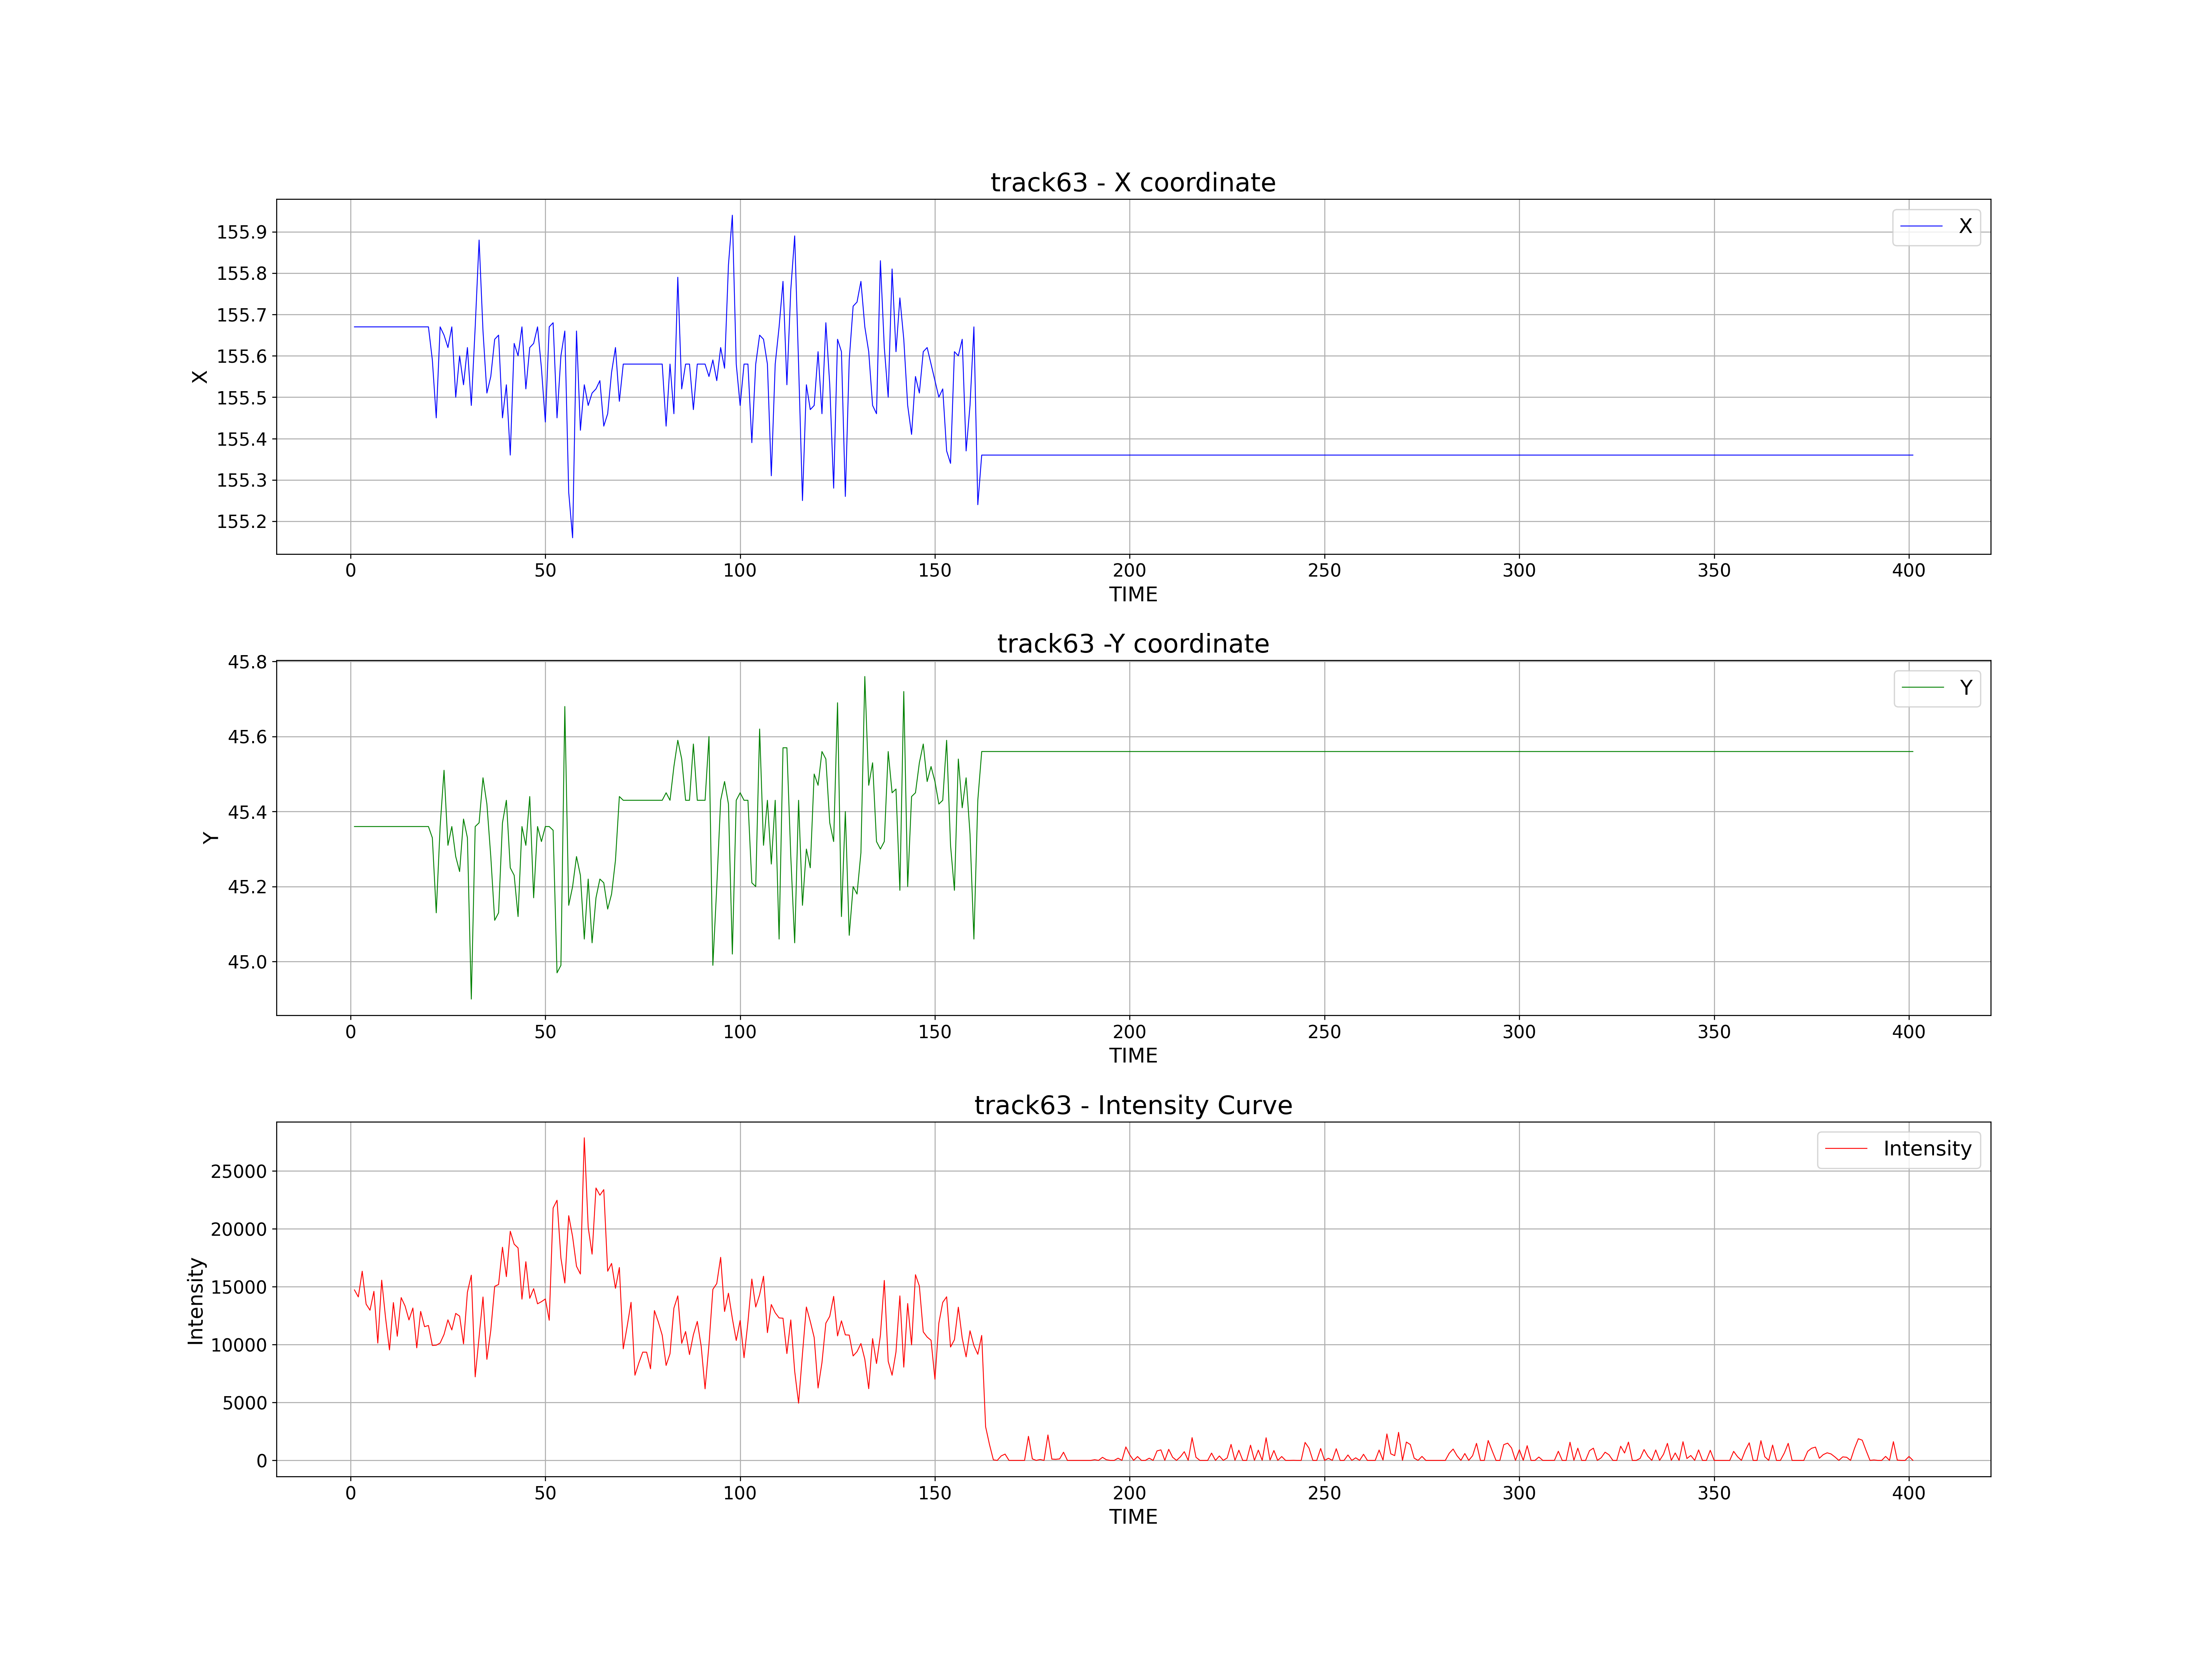 track63 - X coordinate
X
155.9
155.8
155.7
155.6
155.5
155.4
155.3
155.2
X
0 50 100 150 200 250 300 350 400
TIME
track63 -Y coordinate
Y
45.8
45.6
45.4
45.2
45.0
Y
0 50 100 150 200 250 300 350 400
TIME
track63 - Intensity Curve
Intensity
25000
20000
15000
10000
5000
0
Intensity
0 50 100 150 200 250 300 350 400
TIME